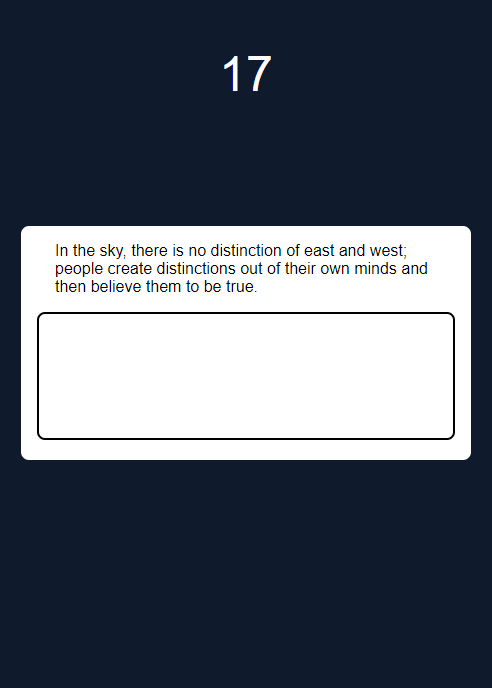 17
In the sky, there is no distinction of east and west;
people create distinctions out of their own minds and
then believe them to be true.